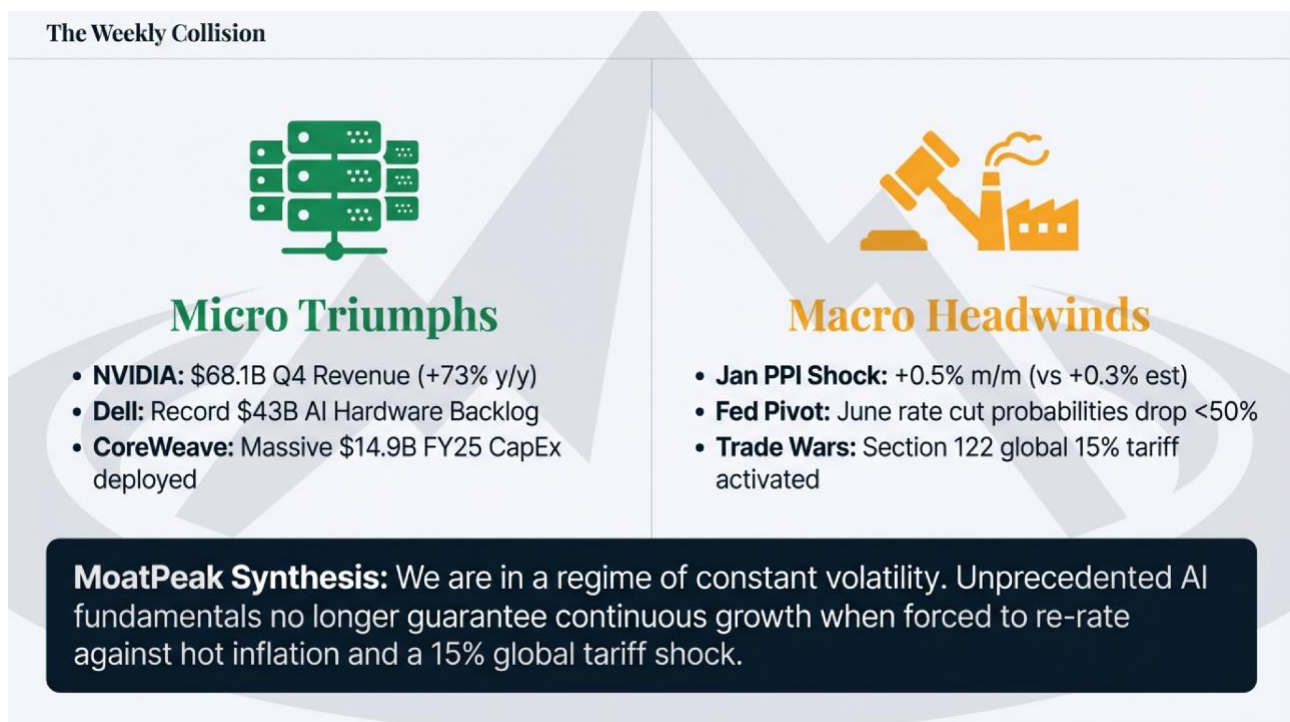 The Weekly Collision
Micro Triumphs
• NVIDIA: $68.1B Q4 Revenue (+73% y/y)
• Dell: Record $43B AI Hardware Backlog
• CoreWeave: Massive $14.9B FY25 CapEx
deployed
Macro Headwinds
• Jan PPI Shock: +0.5% m/m (vs +0.3% est)
• Fed Pivot: June rate cut probabilities drop <50%
• Trade Wars: Section 122 global 15% tariff
activated
MoatPeak Synthesis: We are in a regime of constant volatility. Unprecedented AI
fundamentals no longer guarantee continuous growth when forced to re-rate
against hot inflation and a 15% global tariff shock.